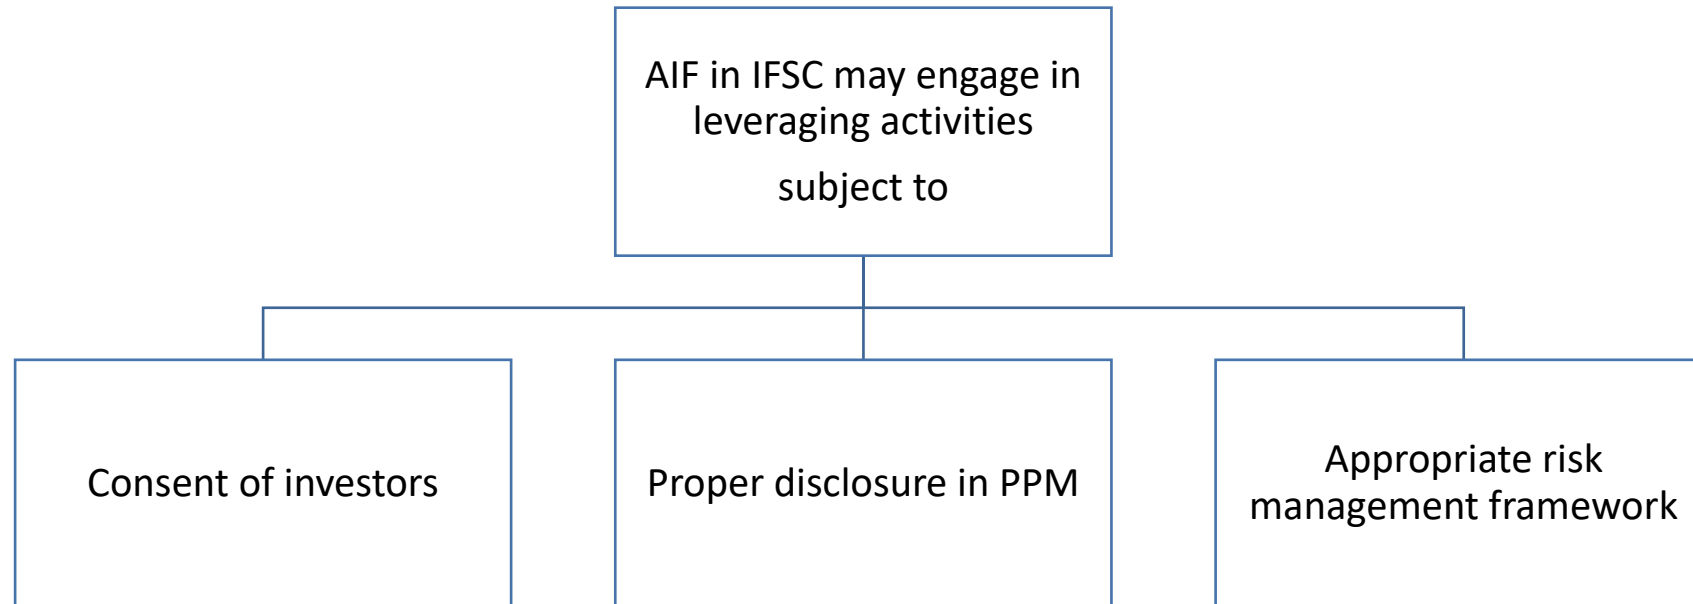 AIF in IFSC may engage in
leveraging activities
subject to
Consent of investors
Proper disclosure in PPM
Appropriate risk
management framework